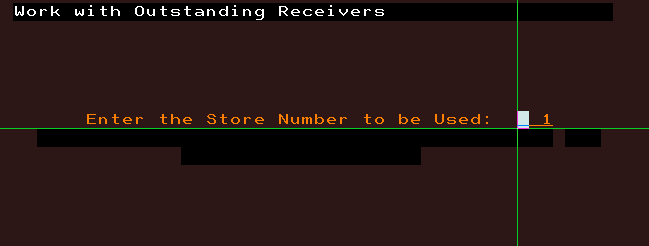 Work with Outstanding Receivers
Enter the Store Number to be Used: 1